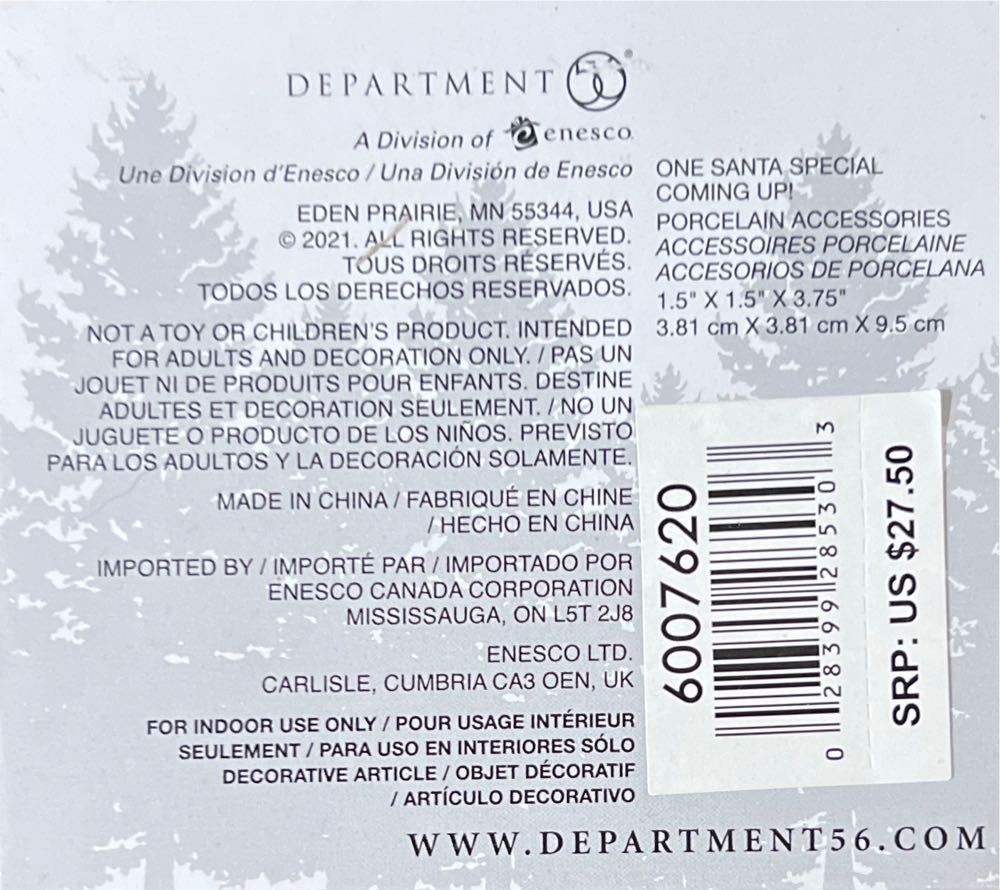 DEPARTMENT 56®
A Division of enesco.
Une Division d'Enesco / Una División de Enesco
EDEN PRAIRIE, MN 55344, USA
© 2021. ALL RIGHTS RESERVED.
TOUS DROITS RÉSERVÉS.
TODOS LOS DERECHOS RESERVADOS.
NOT A TOY OR CHILDREN'S PRODUCT. INTENDED
FOR ADULTS AND DECORATION ONLY. / PAS UN
JOUET NI DE PRODUITS POUR ENFANTS. DESTINE
ADULTES ET DECORATION SEULEMENT. / NO UN
JUGUETE O PRODUCTO DE LOS NIÑOS. PREVISTO
PARA LOS ADULTOS Y LA DECORACIÓN SOLAMENTE.
MADE IN CHINA / FABRIQUÉ EN CHINE
/ HECHO EN CHINA
IMPORTED BY / IMPORTÉ PAR / IMPORTADO POR
ENESCO CANADA CORPORATION
MISSISSAUGA, ON L5T 2J8
ENESCO LTD.
CARLISLE, CUMBRIA CA3 OEN, UK
FOR INDOOR USE ONLY / POUR USAGE INTÉRIEUR
SEULEMENT / PARA USO EN INTERIORES SÓLO
DECORATIVE ARTICLE / OBJET DÉCORATIF
/ ARTÍCULO DECORATIVO
ONE SANTA SPECIAL
COMING UP!
PORCELAIN ACCESSORIES
ACCESSOIRES PORCELAINE
ACCESORIOS DE PORCELANA
1.5" X 1.5" X 3.75"
3.81 cm X 3.81 cm X 9.5 cm
6007620
0 28399 28530 3
SRP: US $27.50
WWW.DEPARTMENT56.COM